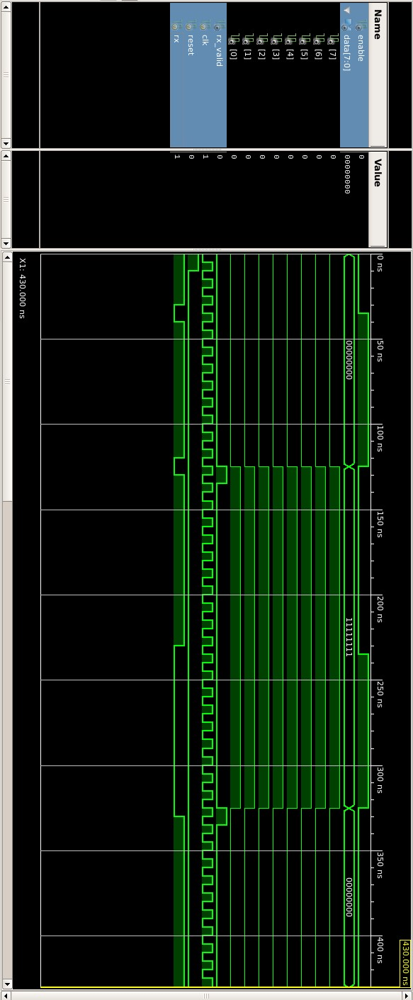 Name
Value
enable
0
data[7:0]
00000000
[7]
0
[6]
0
[5]
0
[4]
0
[3]
0
[2]
0
[1]
0
[0]
0
rx_valid
0
clk
1
reset
0
rx
1
430.000 ns
0 ns
50 ns
100 ns
150 ns
200 ns
250 ns
300 ns
350 ns
400 ns
00000000
11111111
00000000
X1: 430.000 ns